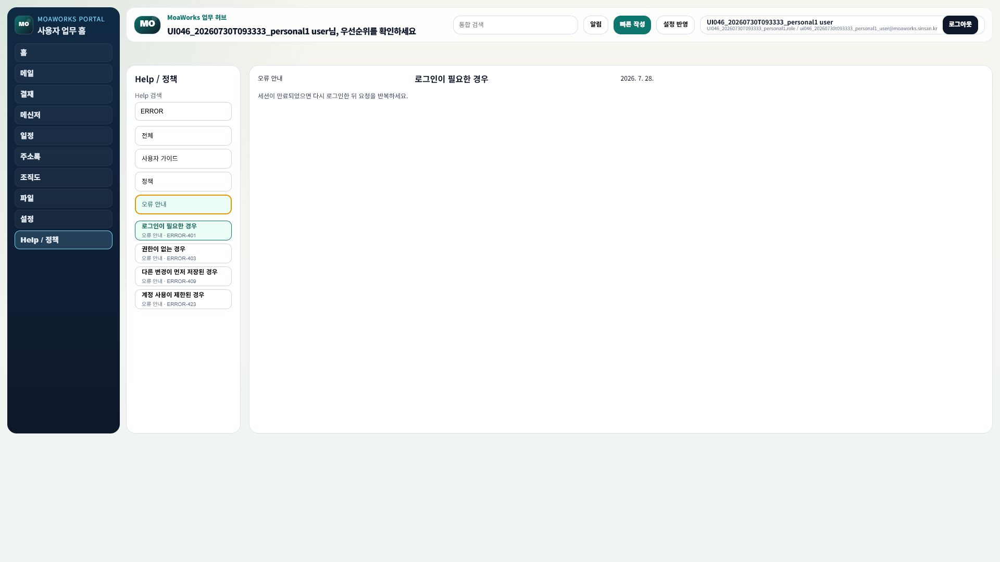 MO
MOAWORKS PORTAL
사용자 업무 홈
홈
메일
결재
메신저
일정
주소록
조직도
파일
설정
Help / 정책
MO
MoaWorks 업무 허브
UI046_20260730T093333_personal1 user님, 우선순위를 확인하세요
통합 검색
알림
빠른 작성
설정 반영
UI046_20260730T093333_personal1 user
UI046_20260730T093333_personal1.role / ui046_20260730t093333_personal1_user@moaworks.sinsan.kr
로그아웃
Help / 정책
Help 검색
ERROR
전체
사용자 가이드
정책
오류 안내
로그인이 필요한 경우
오류 안내 · ERROR-401
권한이 없는 경우
오류 안내 · ERROR-403
다른 변경이 먼저 저장된 경우
오류 안내 · ERROR-409
계정 사용이 제한된 경우
오류 안내 · ERROR-423
오류 안내
로그인이 필요한 경우
2026. 7. 28.
세션이 만료되었으면 다시 로그인한 뒤 요청을 반복하세요.